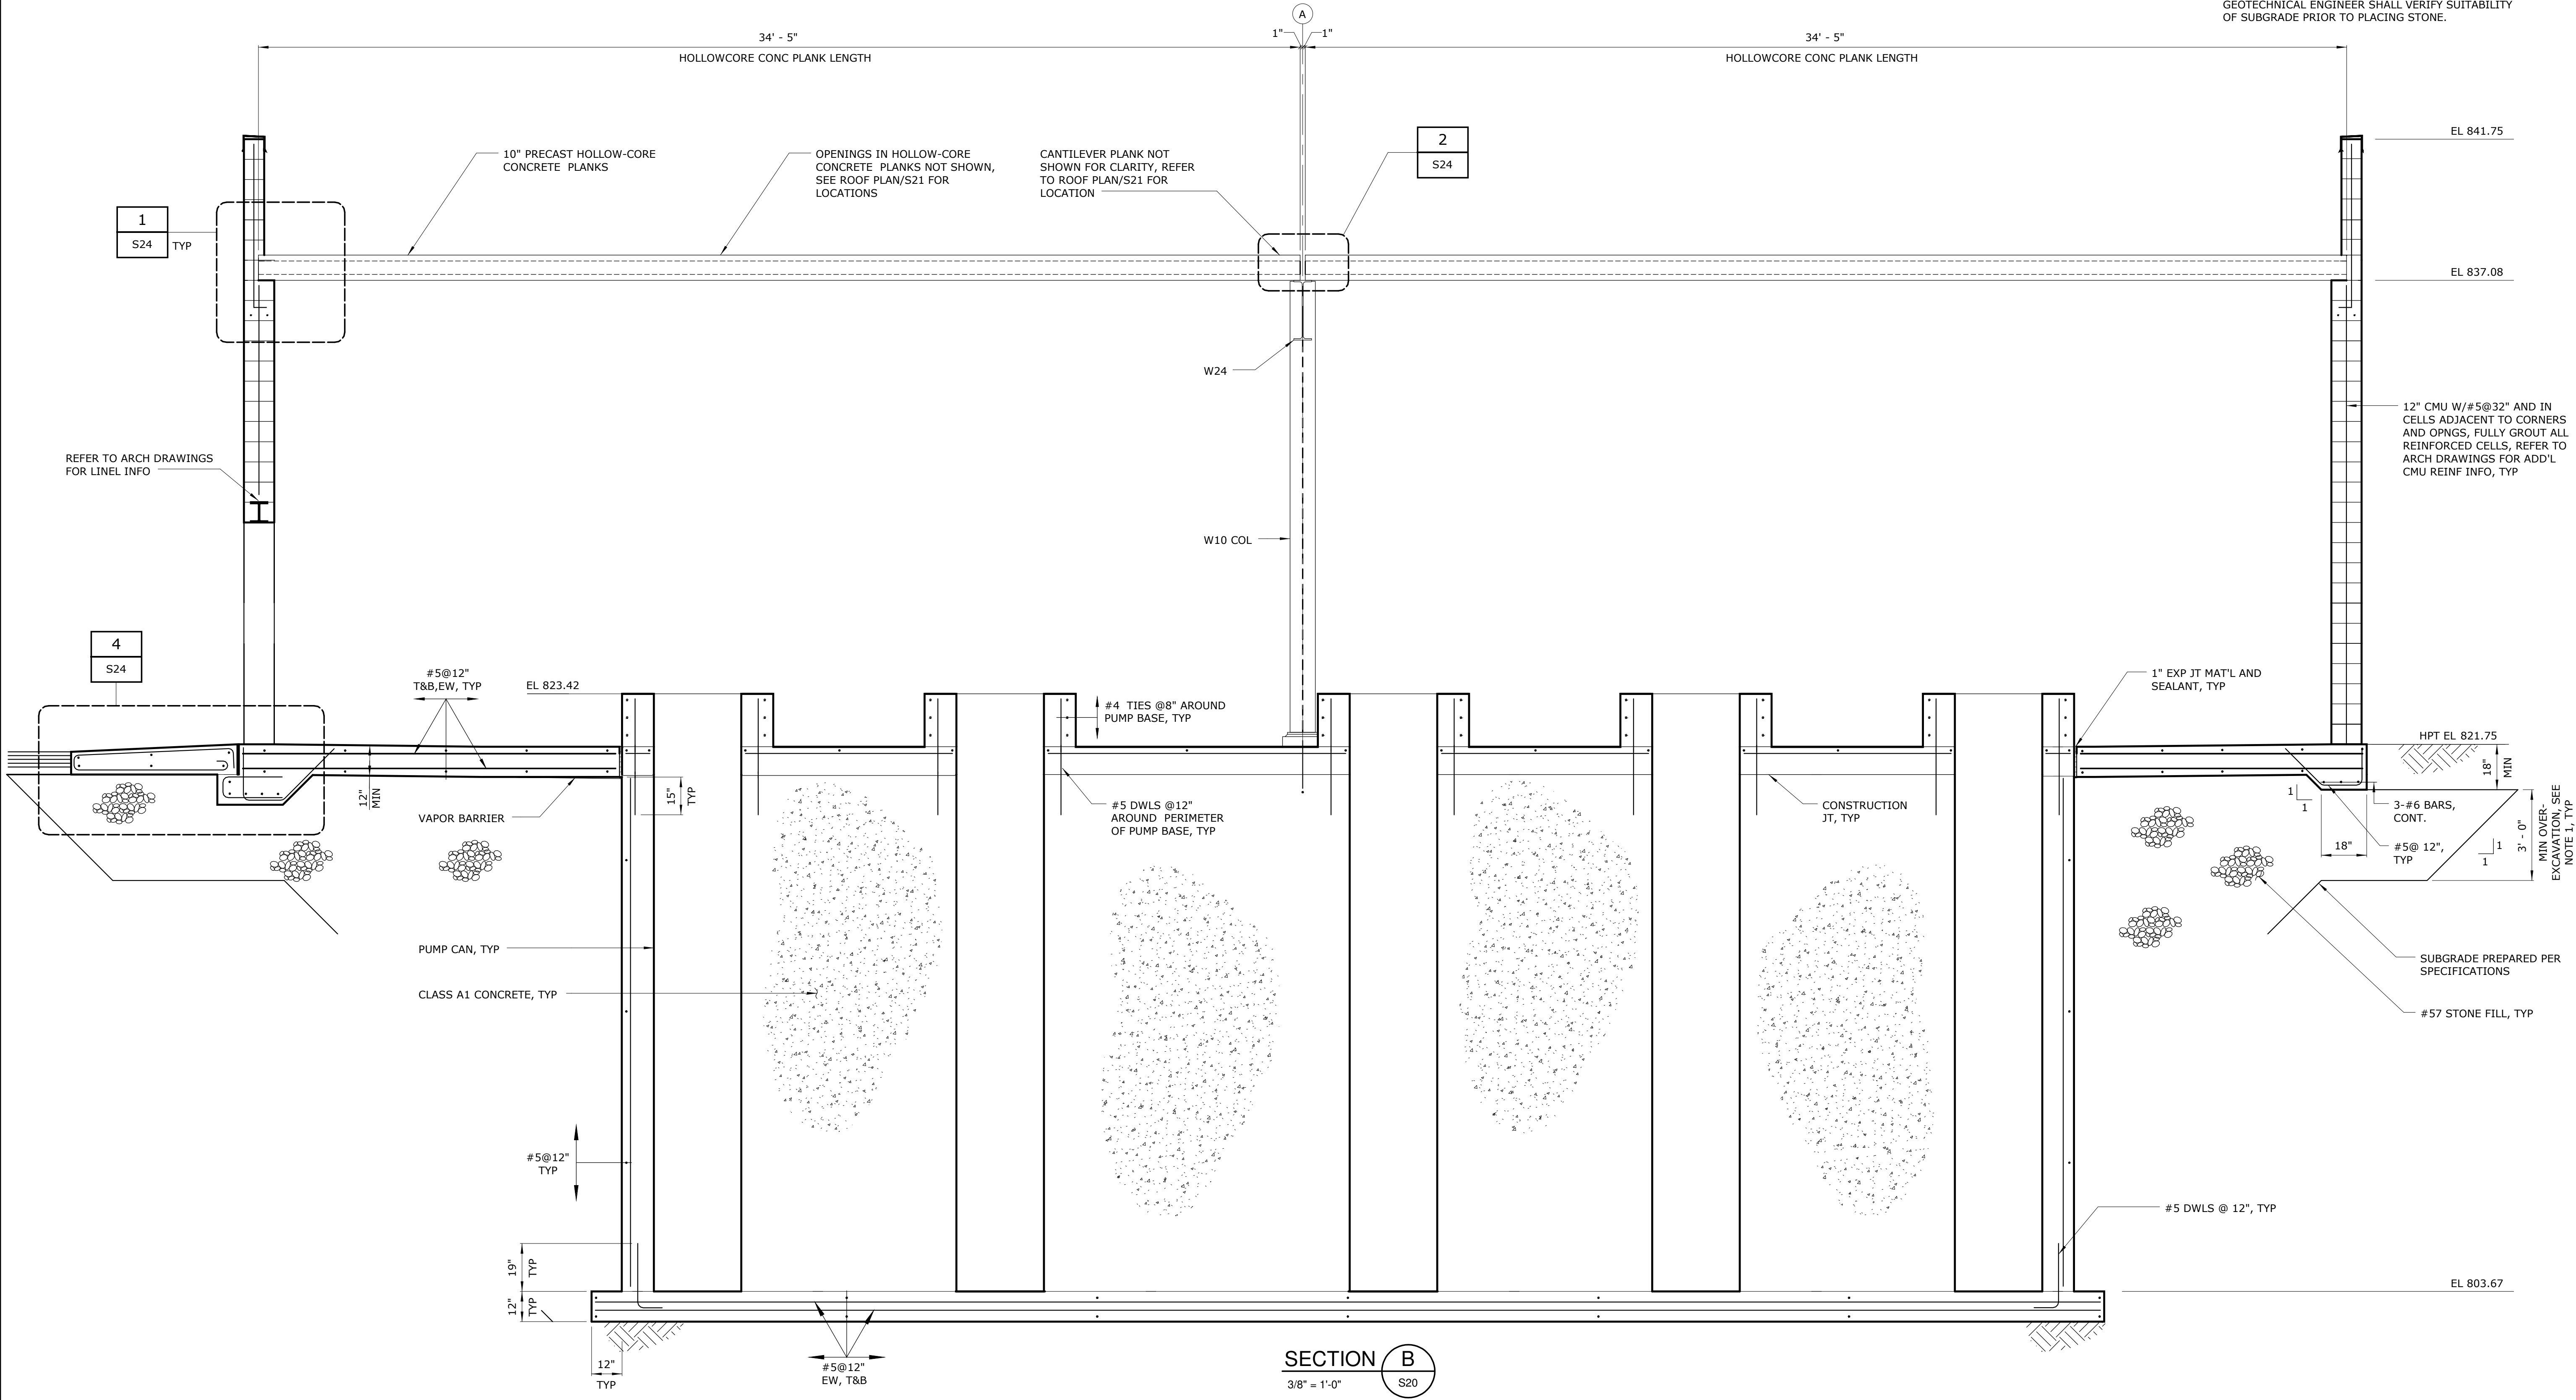 GEOTECHNICAL ENGINEER SHALL VERIFY SUITABILITY
OF SUBGRADE PRIOR TO PLACING STONE.
A
34' - 5"
HOLLOWCORE CONC PLANK LENGTH
1"
1"
34' - 5"
HOLLOWCORE CONC PLANK LENGTH
EL 841.75
2
S24
10" PRECAST HOLLOW-CORE
CONCRETE PLANKS
OPENINGS IN HOLLOW-CORE
CONCRETE PLANKS NOT SHOWN,
SEE ROOF PLAN/S21 FOR
LOCATIONS
CANTILEVER PLANK NOT
SHOWN FOR CLARITY, REFER
TO ROOF PLAN/S21 FOR
LOCATION
1
S24
TYP
EL 837.08
W24
12" CMU W/#5@32" AND IN
CELLS ADJACENT TO CORNERS
AND OPNGS, FULLY GROUT ALL
REINFORCED CELLS, REFER TO
ARCH DRAWINGS FOR ADD'L
CMU REINF INFO, TYP
REFER TO ARCH DRAWINGS
FOR LINEL INFO
W10 COL
4
S24
#5@12"
T&B,EW, TYP
EL 823.42
#4 TIES @8" AROUND
PUMP BASE, TYP
1" EXP JT MAT'L AND
SEALANT, TYP
HPT EL 821.75
18"
MIN
12"
MIN
15"
TYP
VAPOR BARRIER
#5 DWLS @12"
AROUND PERIMETER
OF PUMP BASE, TYP
CONSTRUCTION
JT, TYP
1
1
3-#6 BARS,
CONT.
18"
#5@ 12",
TYP
1
1
3' - 0"
MIN OVER-
EXCAVATION, SEE
NOTE 1, TYP
PUMP CAN, TYP
CLASS A1 CONCRETE, TYP
SUBGRADE PREPARED PER
SPECIFICATIONS
#57 STONE FILL, TYP
#5@12"
TYP
#5 DWLS @ 12", TYP
19"
TYP
12"
TYP
EL 803.67
12"
TYP
#5@12"
EW, T&B
SECTION
B
S20
3/8" = 1'-0"